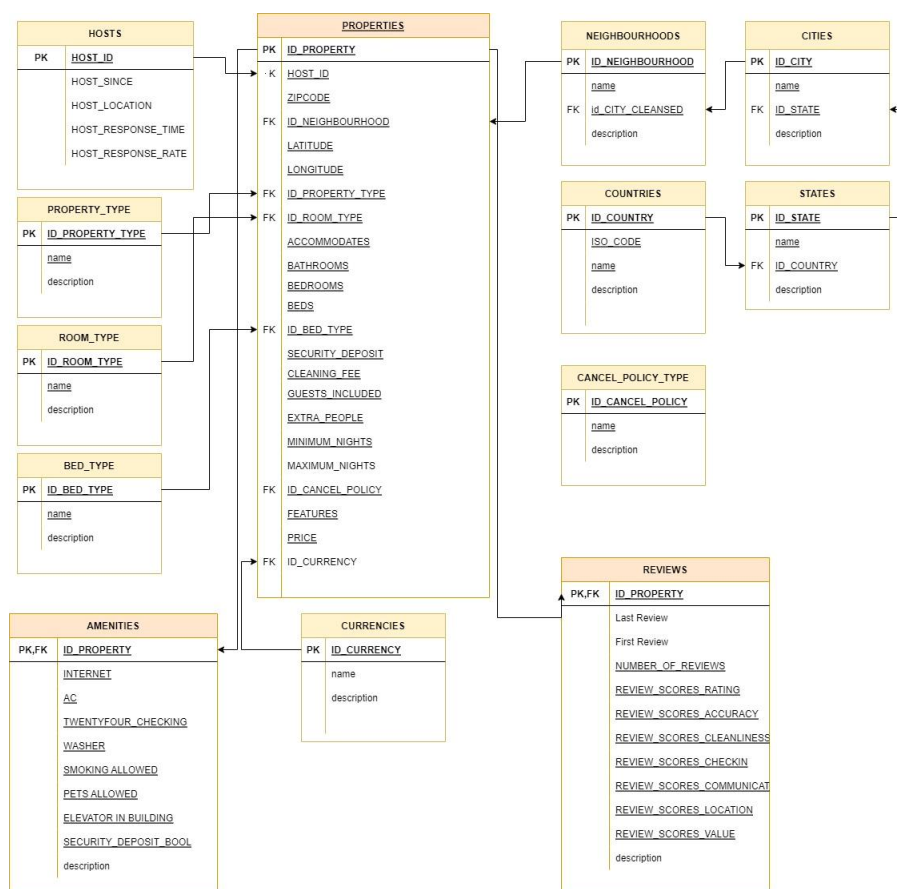 HOSTS
PK HOST_ID
HOST_SINCE
HOST_LOCATION
HOST_RESPONSE_TIME
HOST_RESPONSE_RATE
PROPERTY_TYPE
PK ID_PROPERTY_TYPE
name
description
ROOM_TYPE
PK ID_ROOM_TYPE
name
description
BED_TYPE
PK ID_BED_TYPE
name
description
AMENITIES
PK,FK ID_PROPERTY
INTERNET
AC
TWENTYFOUR_CHECKING
WASHER
SMOKING ALLOWED
PETS ALLOWED
ELEVATOR IN BUILDING
SECURITY_DEPOSIT_BOOL
description
PROPERTIES
PK ID_PROPERTY
K HOST_ID
ZIPCODE
FK ID_NEIGHBOURHOOD
LATITUDE
LONGITUDE
FK ID_PROPERTY_TYPE
FK ID_ROOM_TYPE
ACCOMMODATES
BATHROOMS
BEDROOMS
BEDS
FK ID_BED_TYPE
SECURITY_DEPOSIT
CLEANING_FEE
GUESTS_INCLUDED
EXTRA_PEOPLE
MINIMUM_NIGHTS
MAXIMUM_NIGHTS
FK ID_CANCEL_POLICY
FEATURES
PRICE
FK ID_CURRENCY
CURRENCIES
PK ID_CURRENCY
name
description
NEIGHBOURHOODS
PK ID_NEIGHBOURHOOD
name
FK id_CITY_CLEANSED
description
CITIES
PK ID_CITY
name
FK ID_STATE
description
COUNTRIES
PK ID_COUNTRY
ISO_CODE
name
description
STATES
PK ID_STATE
name
FK ID_COUNTRY
description
CANCEL_POLICY_TYPE
PK ID_CANCEL_POLICY
name
description
REVIEWS
PK,FK ID_PROPERTY
Last Review
First Review
NUMBER_OF_REVIEWS
REVIEW_SCORES_RATING
REVIEW_SCORES_ACCURACY
REVIEW_SCORES_CLEANLINESS
REVIEW_SCORES_CHECKIN
REVIEW_SCORES_COMMUNICAT
REVIEW_SCORES_LOCATION
REVIEW_SCORES_VALUE
description